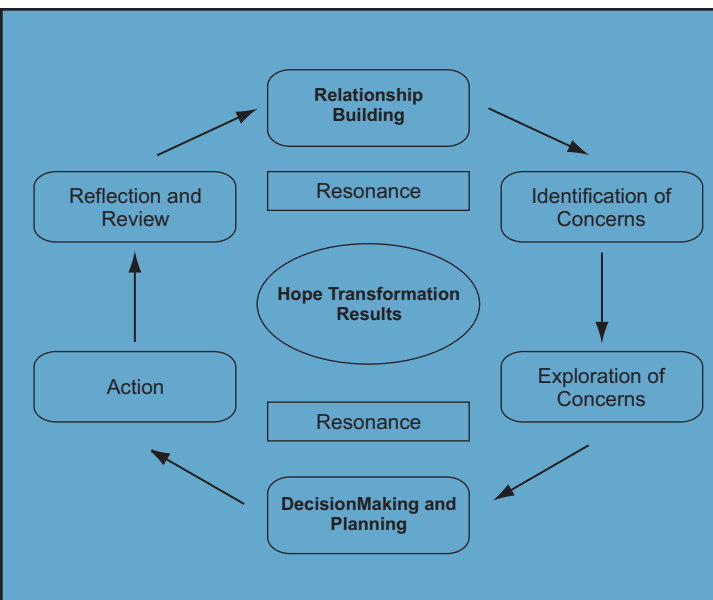 Relationship
Building
Reflection and
Review
Resonance
Identification of
Concerns
Hope Transformation
Results
Action
Exploration of
Concerns
Resonance
DecisionMaking and
Planning